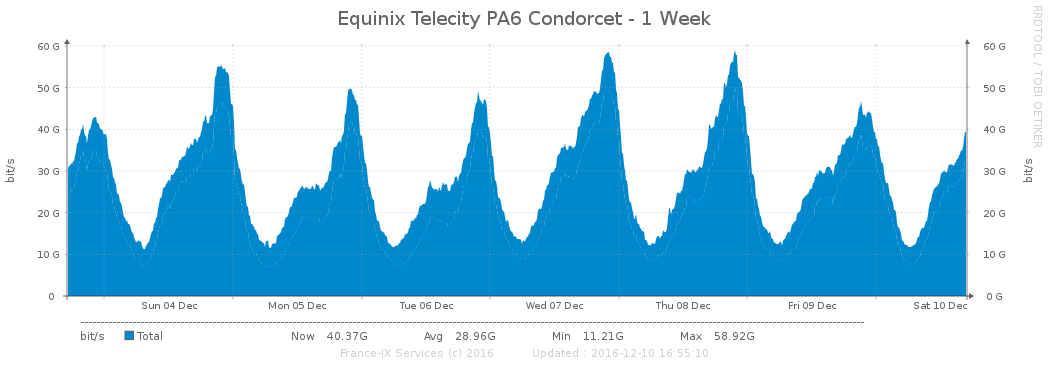 Equinix Telecity PA6 Condorcet - 1 Week
RRDTOOL / TOBI OETIKER
bit/s
60 G
50 G
40 G
30 G
20 G
10 G
0
60 G
50 G
40 G
30 G
20 G
10 G
0 G
bit/s
Sun 04 Dec Mon 05 Dec Tue 06 Dec Wed 07 Dec Thu 08 Dec Fri 09 Dec Sat 10 Dec
bit/s Total Now 40.37G Avg 28.96G Min 11.21G Max 58.92G
France-IX Services (c) 2016 Updated : 2016-12-10 16:55:10